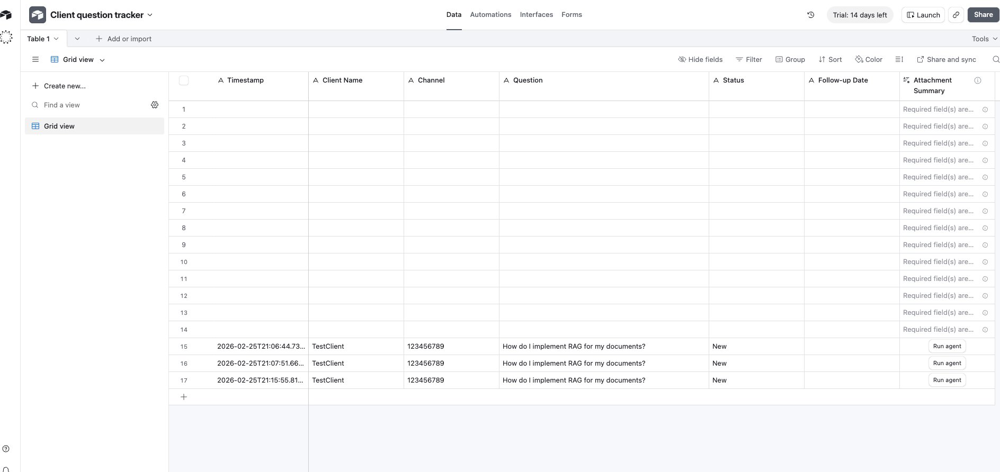 Client question tracker
Data Automations Interfaces Forms
Trial: 14 days left Launch Share
Table 1 Add or import Tools
Grid view Hide fields Filter Group Sort Color Share and sync
Create new...
Find a view
Grid view
Timestamp Client Name Channel Question Status Follow-up Date Attachment Summary
1 Required field(s) are...
2 Required field(s) are...
3 Required field(s) are...
4 Required field(s) are...
5 Required field(s) are...
6 Required field(s) are...
7 Required field(s) are...
8 Required field(s) are...
9 Required field(s) are...
10 Required field(s) are...
11 Required field(s) are...
12 Required field(s) are...
13 Required field(s) are...
14 Required field(s) are...
15 2026-02-25T21:06:44.73... TestClient 123456789 How do I implement RAG for my documents? New Run agent
16 2026-02-25T21:07:51.66... TestClient 123456789 How do I implement RAG for my documents? New Run agent
17 2026-02-25T21:15:55.81... TestClient 123456789 How do I implement RAG for my documents? New Run agent